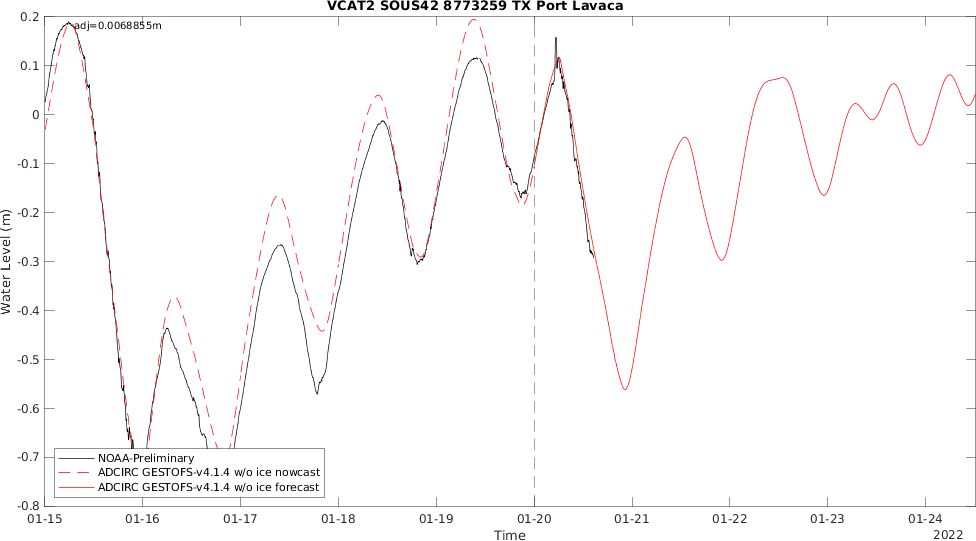 VCAT2 SOUS42 8773259 TX Port Lavaca
adj=0.0068855m
0.2
0.1
0
-0.1
-0.2
-0.3
-0.4
-0.5
-0.6
-0.7
-0.8
Water Level (m)
NOAA-Preliminary
ADCIRC GESTOFS-v4.1.4 w/o ice nowcast
ADCIRC GESTOFS-v4.1.4 w/o ice forecast
01-15 01-16 01-17 01-18 01-19 01-20 01-21 01-22 01-23 01-24
Time
2022